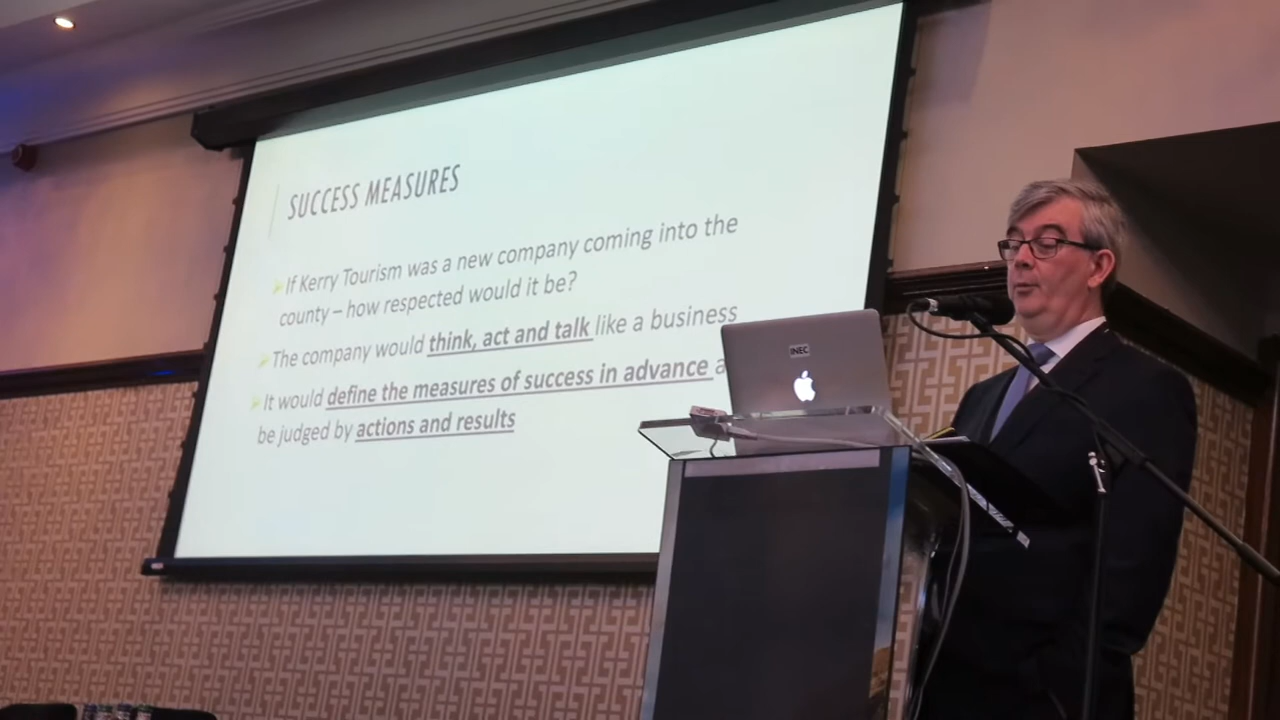 SUCCESS MEASURES
If Kerry Tourism was a new company coming into the
county – how respected would it be?
The company would think, act and talk like a business
It would define the measures of success in advance a
be judged by actions and results
INEC